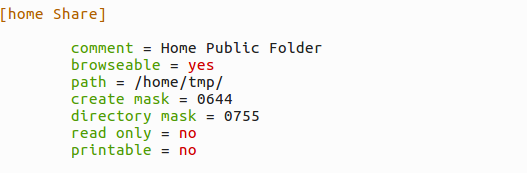 [home Share]
comment = Home Public Folder
browseable = yes
path = /home/tmp/
create mask = 0644
directory mask = 0755
read only = no
printable = no